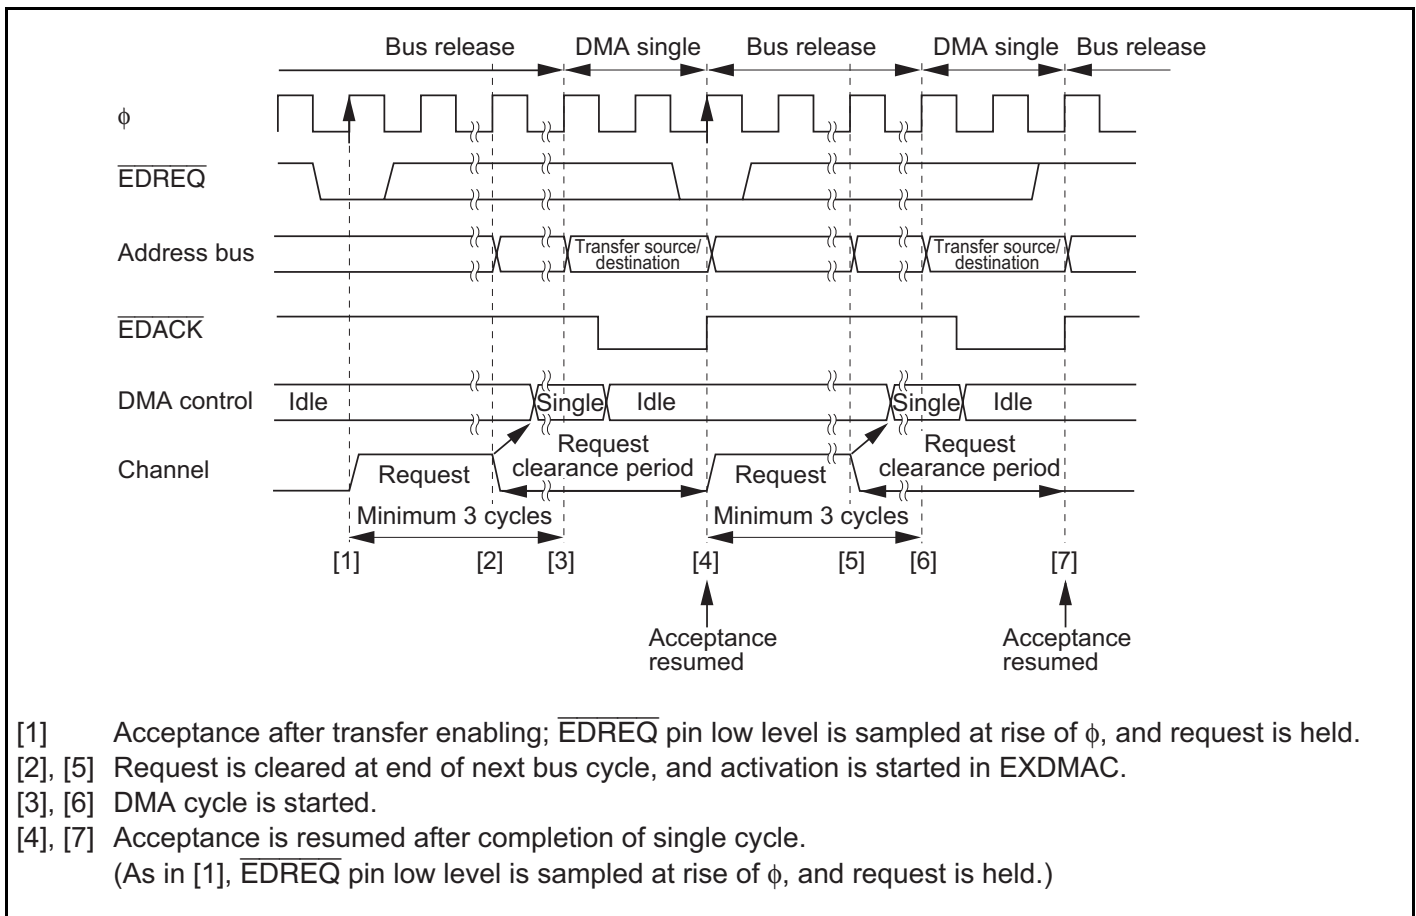 Bus release DMA single Bus release DMA single Bus release
ϕ
EDREQ
Address bus
Transfer source/ Transfer source/
destination destination
EDACK
DMA control Idle Single Idle Single Idle
Channel Request Request Request Request
clearance period clearance period
Minimum 3 cycles Minimum 3 cycles
[1] [2] [3] [4] [5] [6] [7]
Acceptance Acceptance
resumed resumed
[1] Acceptance after transfer enabling; EDREQ pin low level is sampled at rise of ϕ, and request is held.
[2], [5] Request is cleared at end of next bus cycle, and activation is started in EXDMAC.
[3], [6] DMA cycle is started.
[4], [7] Acceptance is resumed after completion of single cycle.
(As in [1], EDREQ pin low level is sampled at rise of ϕ, and request is held.)